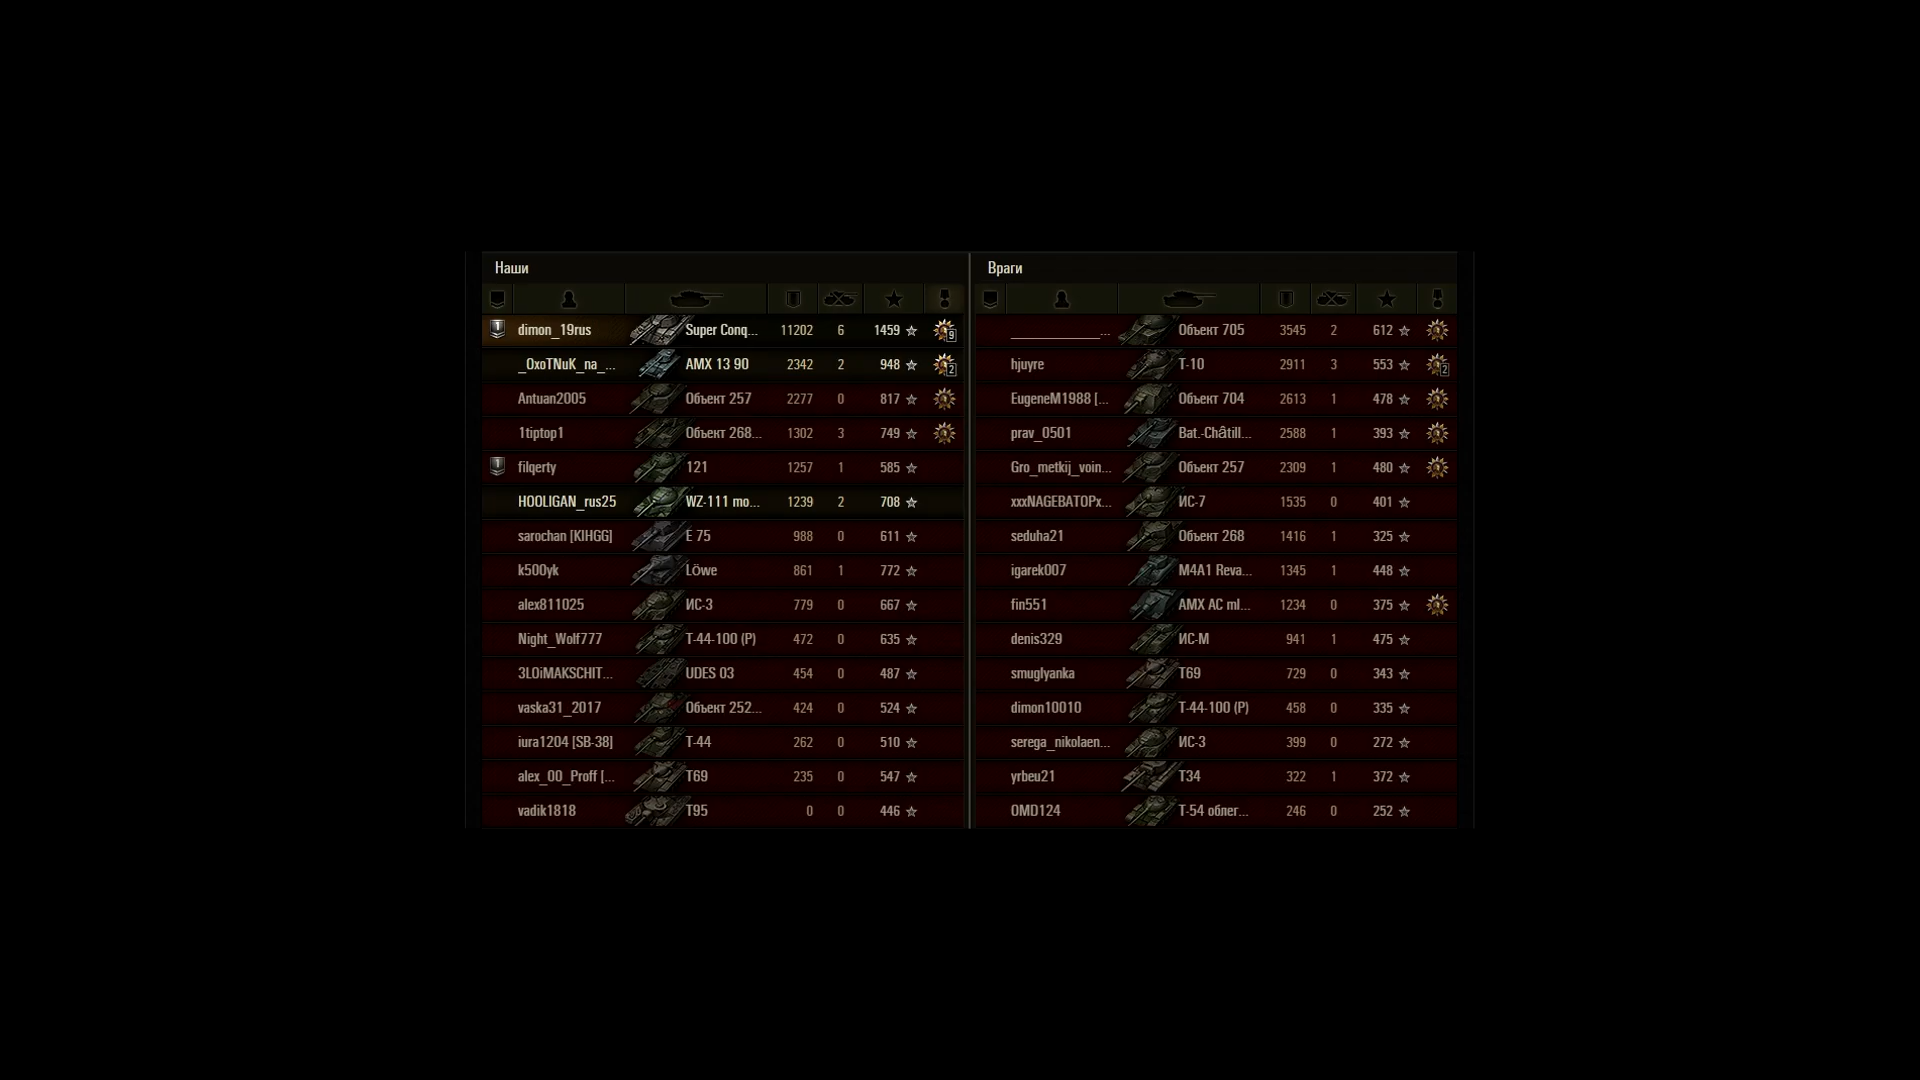 Наши
1 dimon_19rus Super Conq... 11202 6 1459 9
_OxoTNuK_na_... AMX 13 90 2342 2 948 2
Antuan2005 Объект 257 2277 0 817
1tiptop1 Объект 268... 1302 3 749
1 filqerty 121 1257 1 585
HOOLIGAN_rus25 WZ-111 mo... 1239 2 708
sarochan [KIHGG] E 75 988 0 611
k500yk Löwe 861 1 772
alex811025 ИС-3 779 0 667
Night_Wolf777 Т-44-100 (Р) 472 0 635
3LOiMAKSCHIT... UDES 03 454 0 487
vaska31_2017 Объект 252... 424 0 524
iura1204 [SB-38] Т-44 262 0 510
alex_00_Proff [... T69 235 0 547
vadik1818 T95 0 0 446
Враги
_____________... Объект 705 3545 2 612
hjuyre Т-10 2911 3 553 2
EugeneM1988 [... Объект 704 2613 1 478
prav_0501 Bat.-Châtill... 2588 1 393
Gro_metkij_voin... Объект 257 2309 1 480
xxxNAGEBATOPx... ИС-7 1535 0 401
seduha21 Объект 268 1416 1 325
igarek007 M4A1 Reva... 1345 1 448
fin551 AMX AC ml... 1234 0 375
denis329 ИС-М 941 1 475
smuglyanka T69 729 0 343
dimon10010 Т-44-100 (Р) 458 0 335
serega_nikolaen... ИС-3 399 0 272
yrbeu21 T34 322 1 372
OMD124 Т-54 облег... 246 0 252